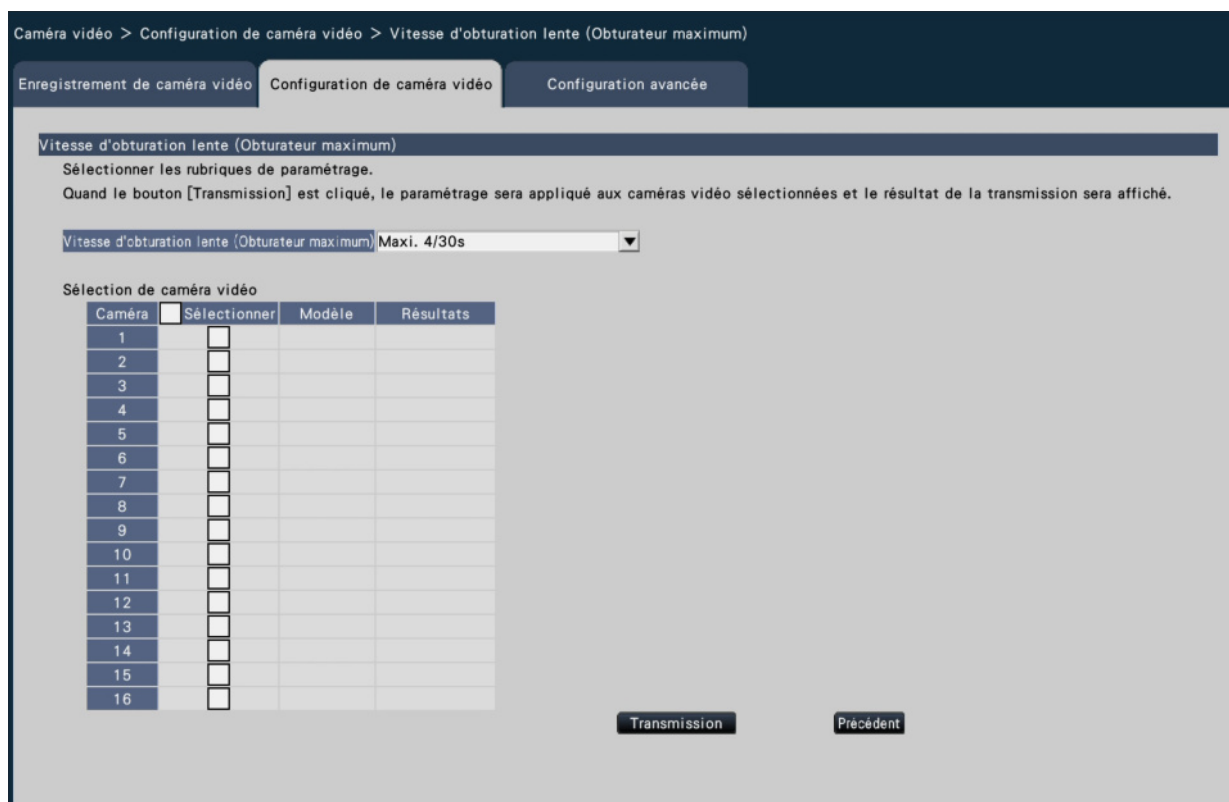 Caméra vidéo > Configuration de caméra vidéo > Vitesse d'obturation lente (Obturateur maximum)
Enregistrement de caméra vidéo Configuration de caméra vidéo Configuration avancée
Vitesse d'obturation lente (Obturateur maximum)
Sélectionner les rubriques de paramétrage.
Quand le bouton [Transmission] est cliqué, le paramétrage sera appliqué aux caméras vidéo sélectionnées et le résultat de la transmission sera affiché.
Vitesse d'obturation lente (Obturateur maximum) Maxi. 4/30s
Sélection de caméra vidéo
Caméra Sélectionner Modèle Résultats
1
2
3
4
5
6
7
8
9
10
11
12
13
14
15
16
Transmission Précédent